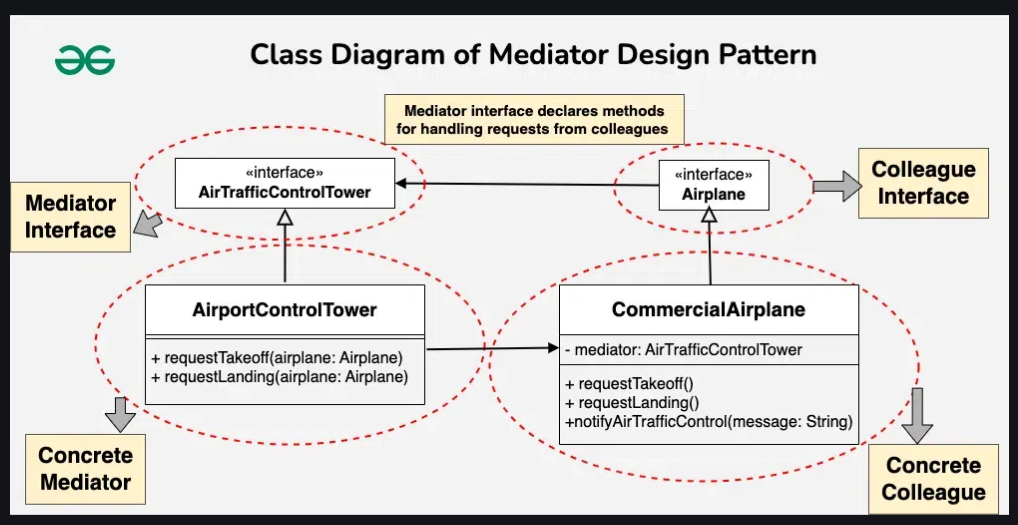 Class Diagram of Mediator Design Pattern
Mediator interface declares methods
for handling requests from colleagues
«interface»
AirTrafficControlTower
«interface»
Airplane
Colleague
Interface
Mediator
Interface
AirportControlTower
+ requestTakeoff(airplane: Airplane)
+ requestLanding(airplane: Airplane)
CommercialAirplane
- mediator: AirTrafficControlTower
+ requestTakeoff()
+ requestLanding()
+notifyAirTrafficControl(message: String)
Concrete
Mediator
Concrete
Colleague